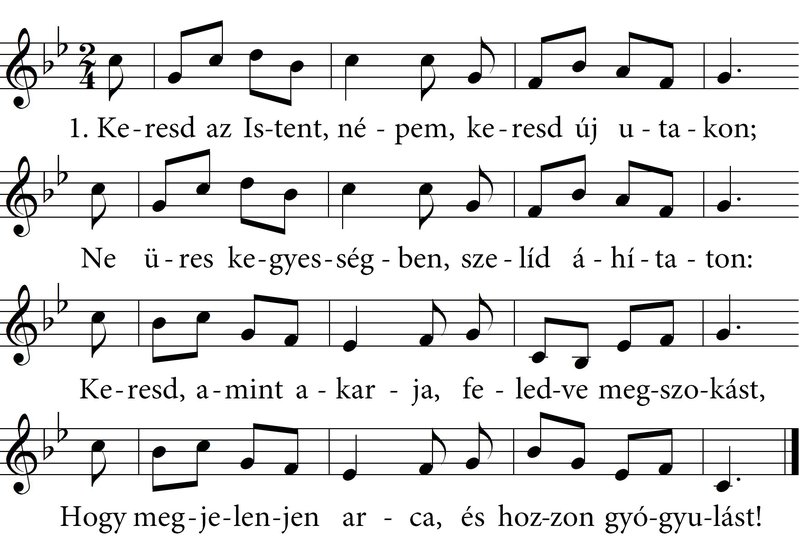 2
4
1. Ke-resd az Is-tent, né - pem, ke-resd új u - ta - kon;
Ne ü - res ke-gyes-ség - ben, sze - líd á - hí - ta - ton:
Ke-resd, a-mint a - kar - ja, fe - led-ve meg-szo-kást,
Hogy meg-je-len-jen ar - ca, és hoz-zon gyó-gyu-lást!